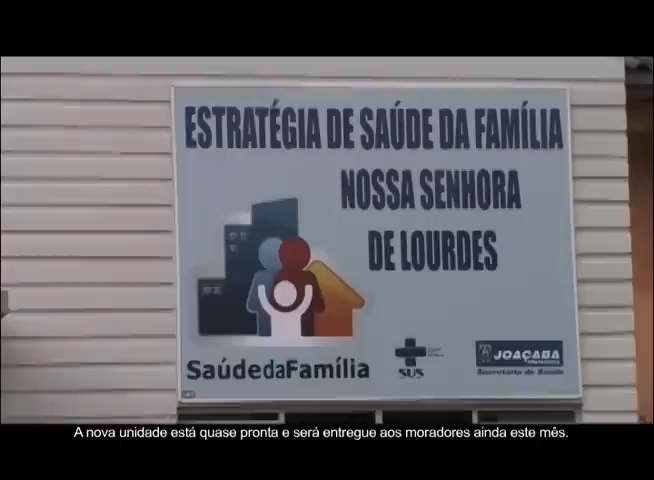 ESTRATÉGIA DE SAÚDE DA FAMÍLIA
NOSSA SENHORA
DE LOURDES
SaúdedaFamília
SUS
JOAÇABA
Secretaria de Saúde
A nova unidade está quase pronta e será entregue aos moradores ainda este mês.